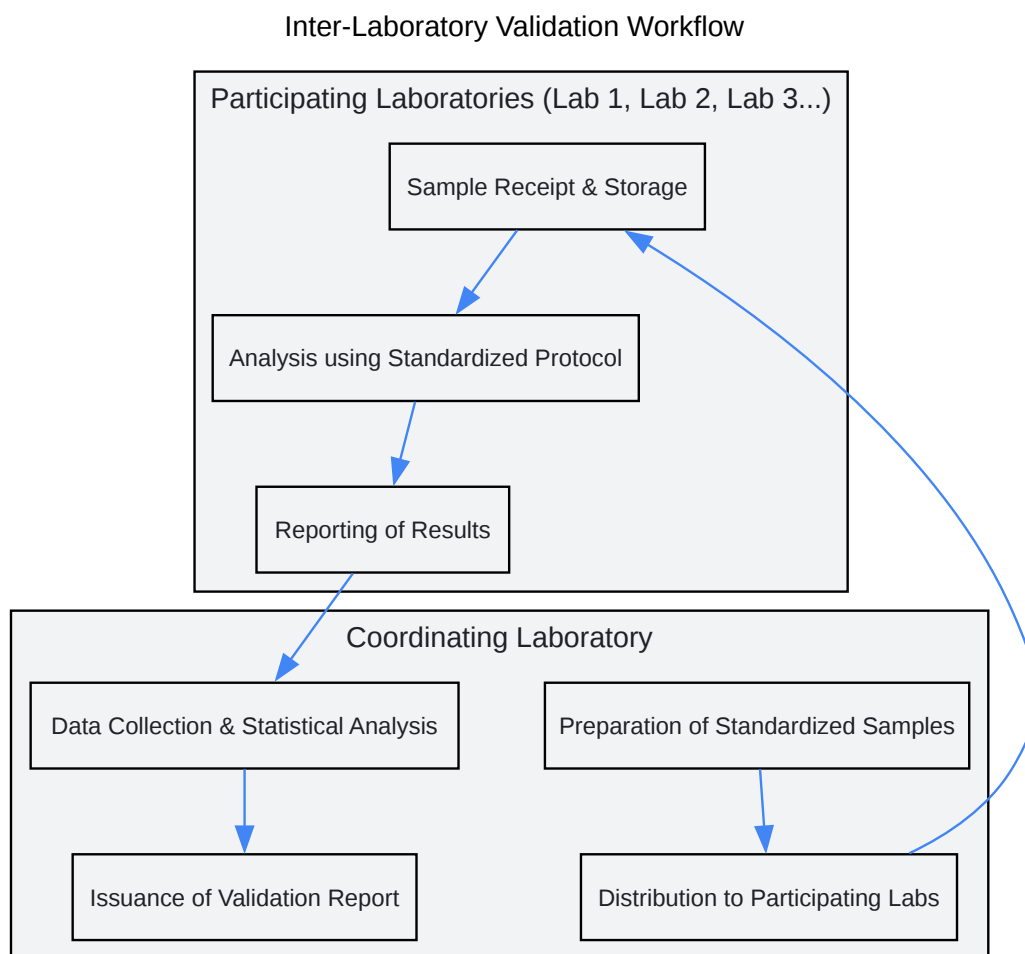 Inter-Laboratory Validation Workflow
Participating Laboratories (Lab 1, Lab 2, Lab 3...)
Sample Receipt & Storage
Analysis using Standardized Protocol
Reporting of Results
Coordinating Laboratory
Data Collection & Statistical Analysis
Preparation of Standardized Samples
Issuance of Validation Report
Distribution to Participating Labs